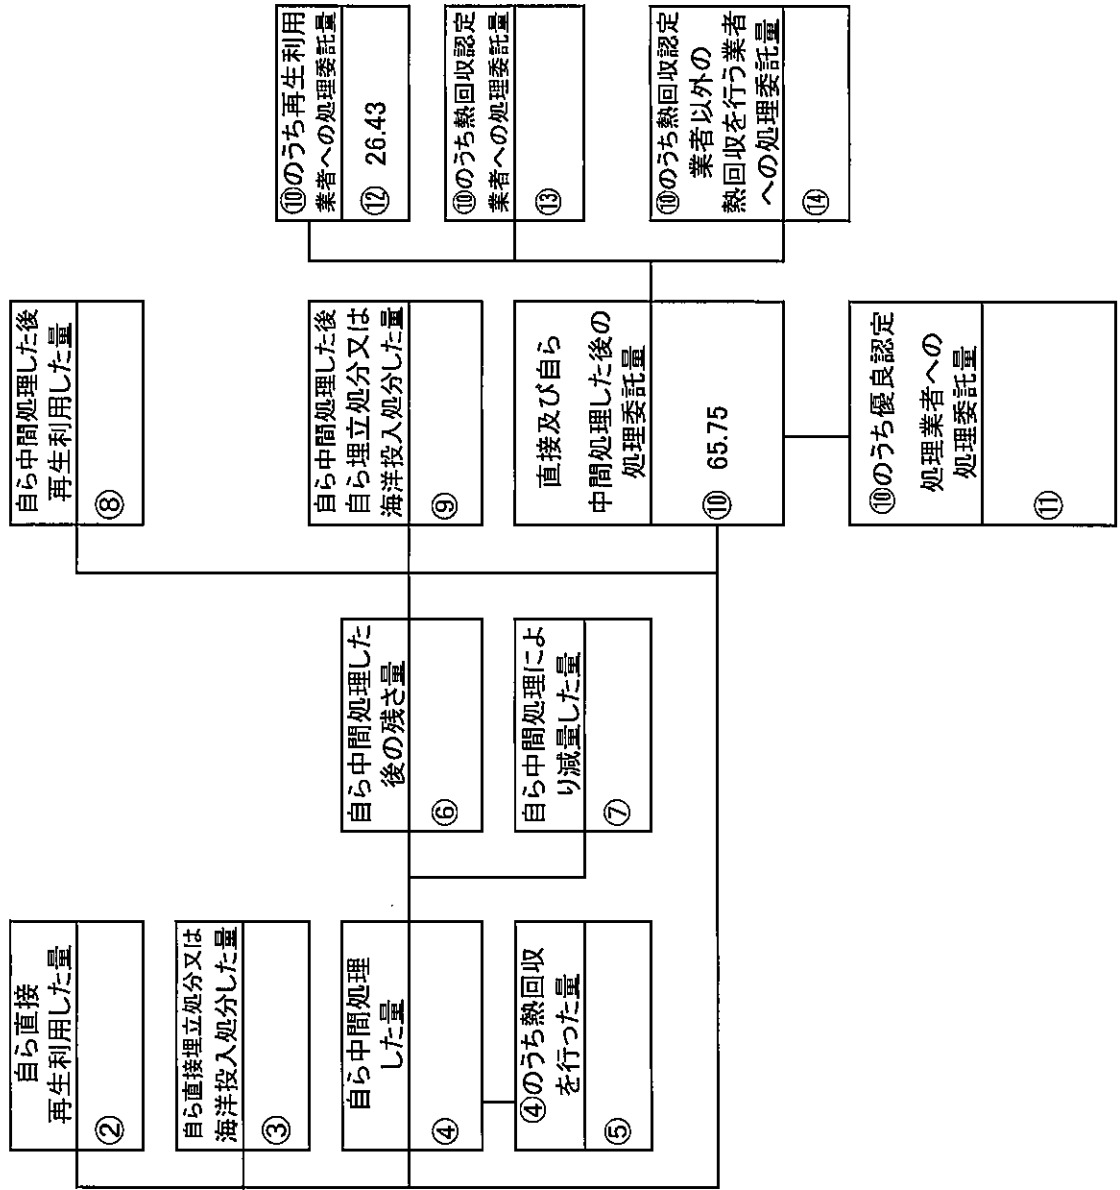 自ら直接
再生利用した量
②
自ら直接埋立処分又は
海洋投入処分した量
③
自ら中間処理
した量
④
④のうち熱回収
を行った量
⑤
自ら中間処理した
後の残さ量
⑥
自ら中間処理によ
り減量した量
⑦
自ら中間処理した後
再生利用した量
⑧
自ら中間処理した後
自ら埋立処分又は
海洋投入処分した量
⑨
直接及び自ら
中間処理した後の
処理委託量
⑩ 65.75
⑩のうち優良認定
処理業者への
処理委託量
⑪
⑩のうち再生利用
業者への処理委託量
⑫ 26.43
⑩のうち熱回収認定
業者への処理委託量
⑬
⑩のうち熱回収認定
業者以外の
熱回収を行う業者
への処理委託量
⑭